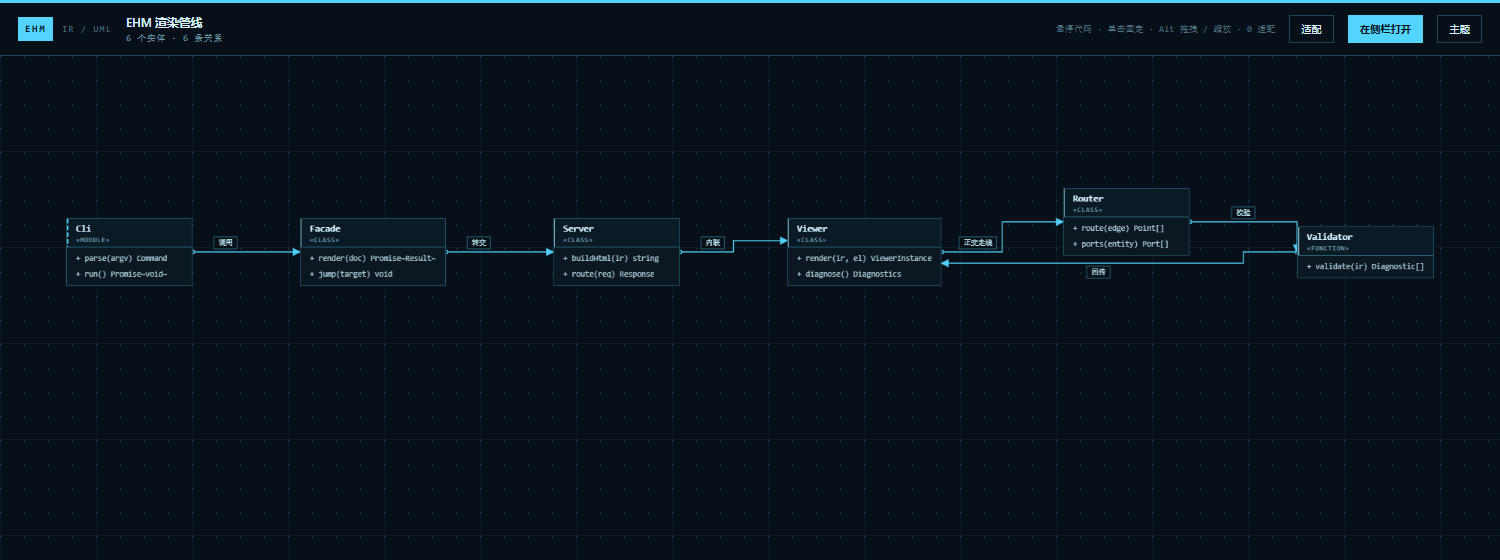 EHM
IR / UML
EHM 渲染管线
6 个实体 · 6 条关系
悬停代码 · 单击固定 · Alt 拖拽 / 缩放 · 0 适配
适配
在侧栏打开
主题
Cli
«MODULE»
+ parse(argv) Command
+ run() Promise~void~
调用
Facade
«CLASS»
+ render(doc) Promise~Result~
+ jump(target) void
转交
Server
«CLASS»
+ buildHtml(ir) string
+ route(req) Response
内联
Viewer
«CLASS»
+ render(ir, el) ViewerInstance
+ diagnose() Diagnostics
正交走线
Router
«CLASS»
+ route(edge) Point[]
+ ports(entity) Port[]
校验
Validator
«FUNCTION»
+ validate(ir) Diagnostic[]
回传